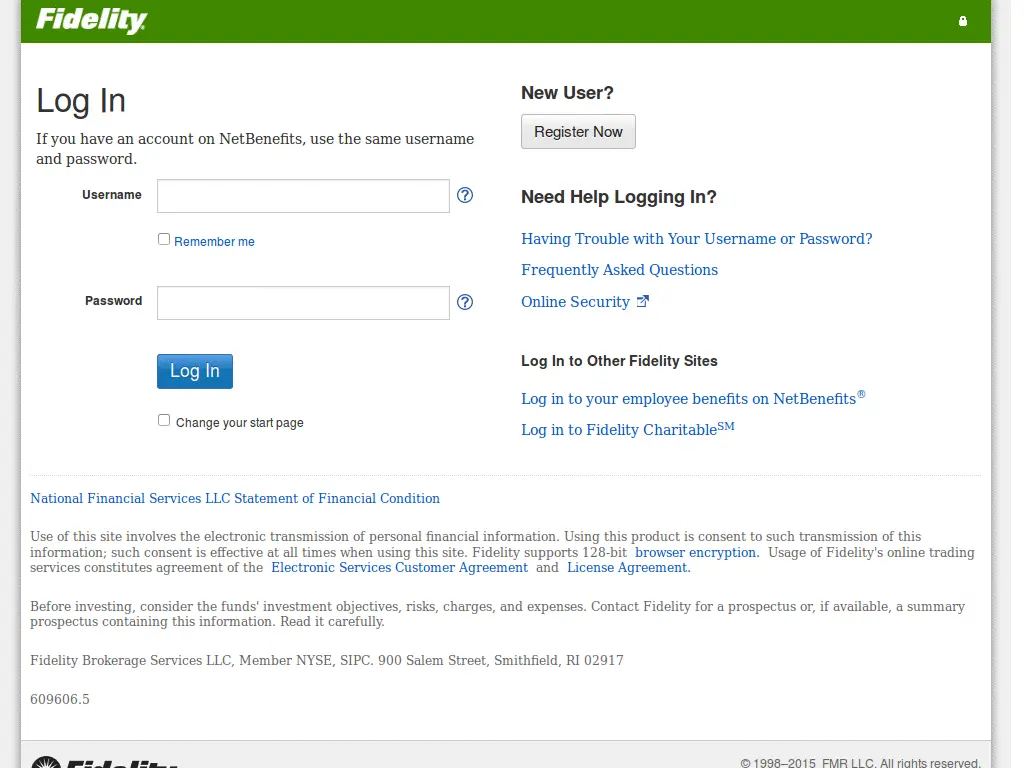 Fidelity
Log In
If you have an account on NetBenefits, use the same username
and password.
Username
Remember me
Password
Log In
Change your start page
New User?
Register Now
Need Help Logging In?
Having Trouble with Your Username or Password?
Frequently Asked Questions
Online Security
Log In to Other Fidelity Sites
Log in to your employee benefits on NetBenefits®
Log in to Fidelity CharitableSM
National Financial Services LLC Statement of Financial Condition
Use of this site involves the electronic transmission of personal financial information. Using this product is consent to such transmission of this
information; such consent is effective at all times when using this site. Fidelity supports 128-bit browser encryption. Usage of Fidelity's online trading
services constitutes agreement of the Electronic Services Customer Agreement and License Agreement.
Before investing, consider the funds' investment objectives, risks, charges, and expenses. Contact Fidelity for a prospectus or, if available, a summary
prospectus containing this information. Read it carefully.
Fidelity Brokerage Services LLC, Member NYSE, SIPC. 900 Salem Street, Smithfield, RI 02917
609606.5
Fidelity
© 1998–2015 FMR LLC. All rights reserved.